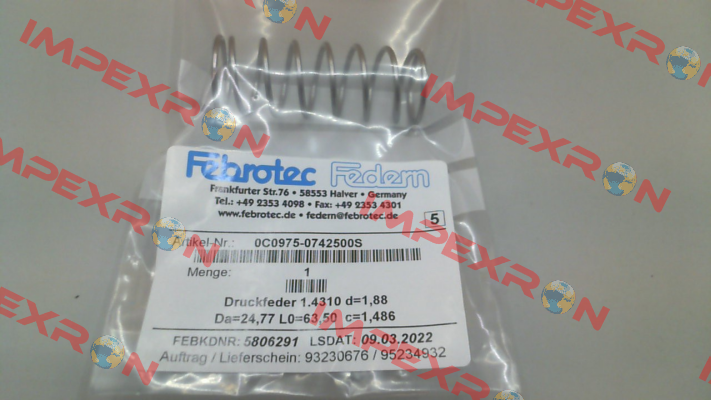 Febrotec Federn
Frankfurter Str.76 • 58553 Halver • Germany
Tel.: +49 2353 4098 • Fax: +49 2353 4301
www.febrotec.de • federn@febrotec.de
5
Artikel-Nr.: 0C0975-0742500S
Menge: 1
Druckfeder 1.4310 d=1,88
Da=24,77 L0=63,50 c=1,486
FEBKDNR: 5806291 LSDAT: 09.03.2022
Auftrag / Lieferschein: 93230676 / 95234932
IMPEXRON
IMPEXRON
IMPEXRON
IMPEXRON
IMPEXRON
IMPEXRON